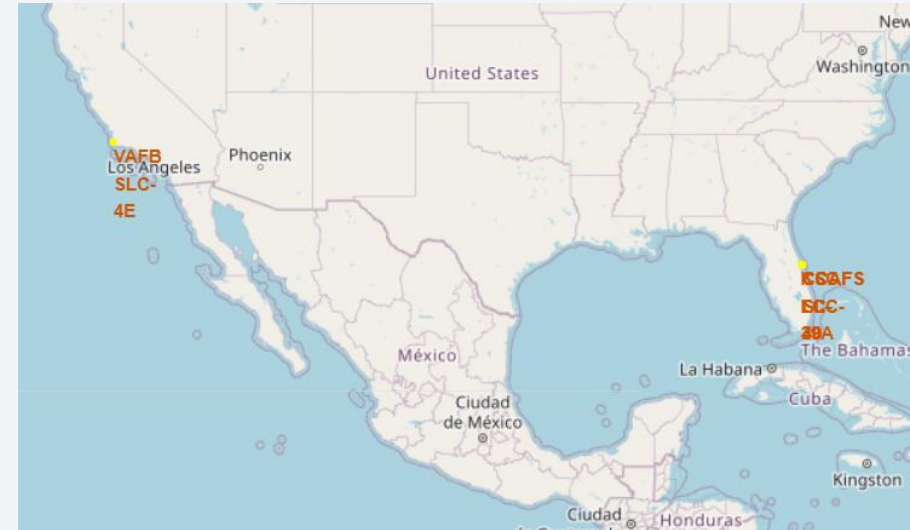 New
Washington
United States
VAFB
SLC-
4E
Los Angeles
Phoenix
México
La Habana
The Bahamas
Cuba
Ciudad
de México
Kingston
Ciudad
Honduras